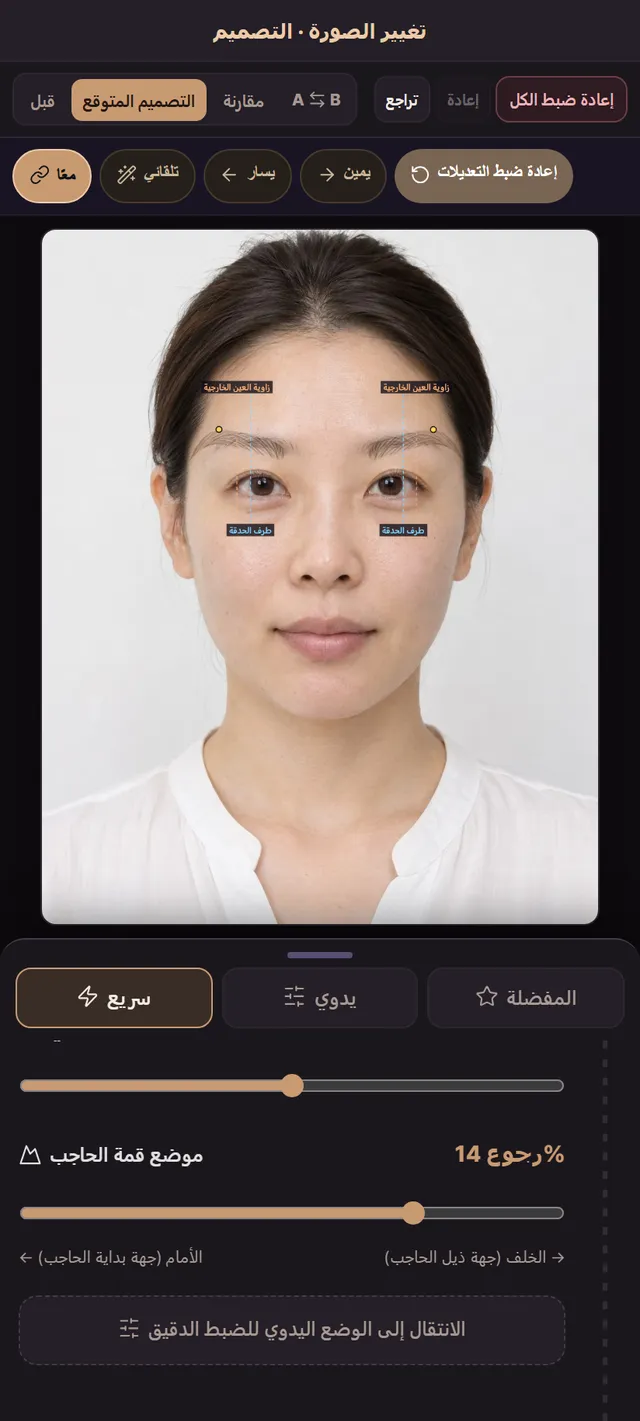 تغيير الصورة · التصميم
إعادة ضبط الكل
إعادة
تراجع
A ⇆ B
مقارنة
التصميم المتوقع
قبل
إعادة ضبط التعديلات
يمين →
يسار ←
تلقائي
معًا
زاوية العين الخارجية
زاوية العين الخارجية
طرف الحدقة
طرف الحدقة
المفضلة
يدوي
سريع
موضع قمة الحاجب
%رجوع 14
← الأمام (جهة بداية الحاجب)
→ الخلف (جهة ذيل الحاجب)
الانتقال إلى الوضع اليدوي للضبط الدقيق